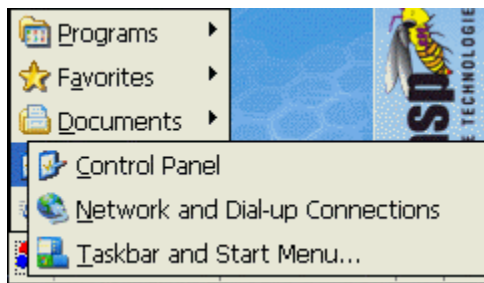 Programs
Favorites
Documents
Control Panel
Network and Dial-up Connections
Taskbar and Start Menu...